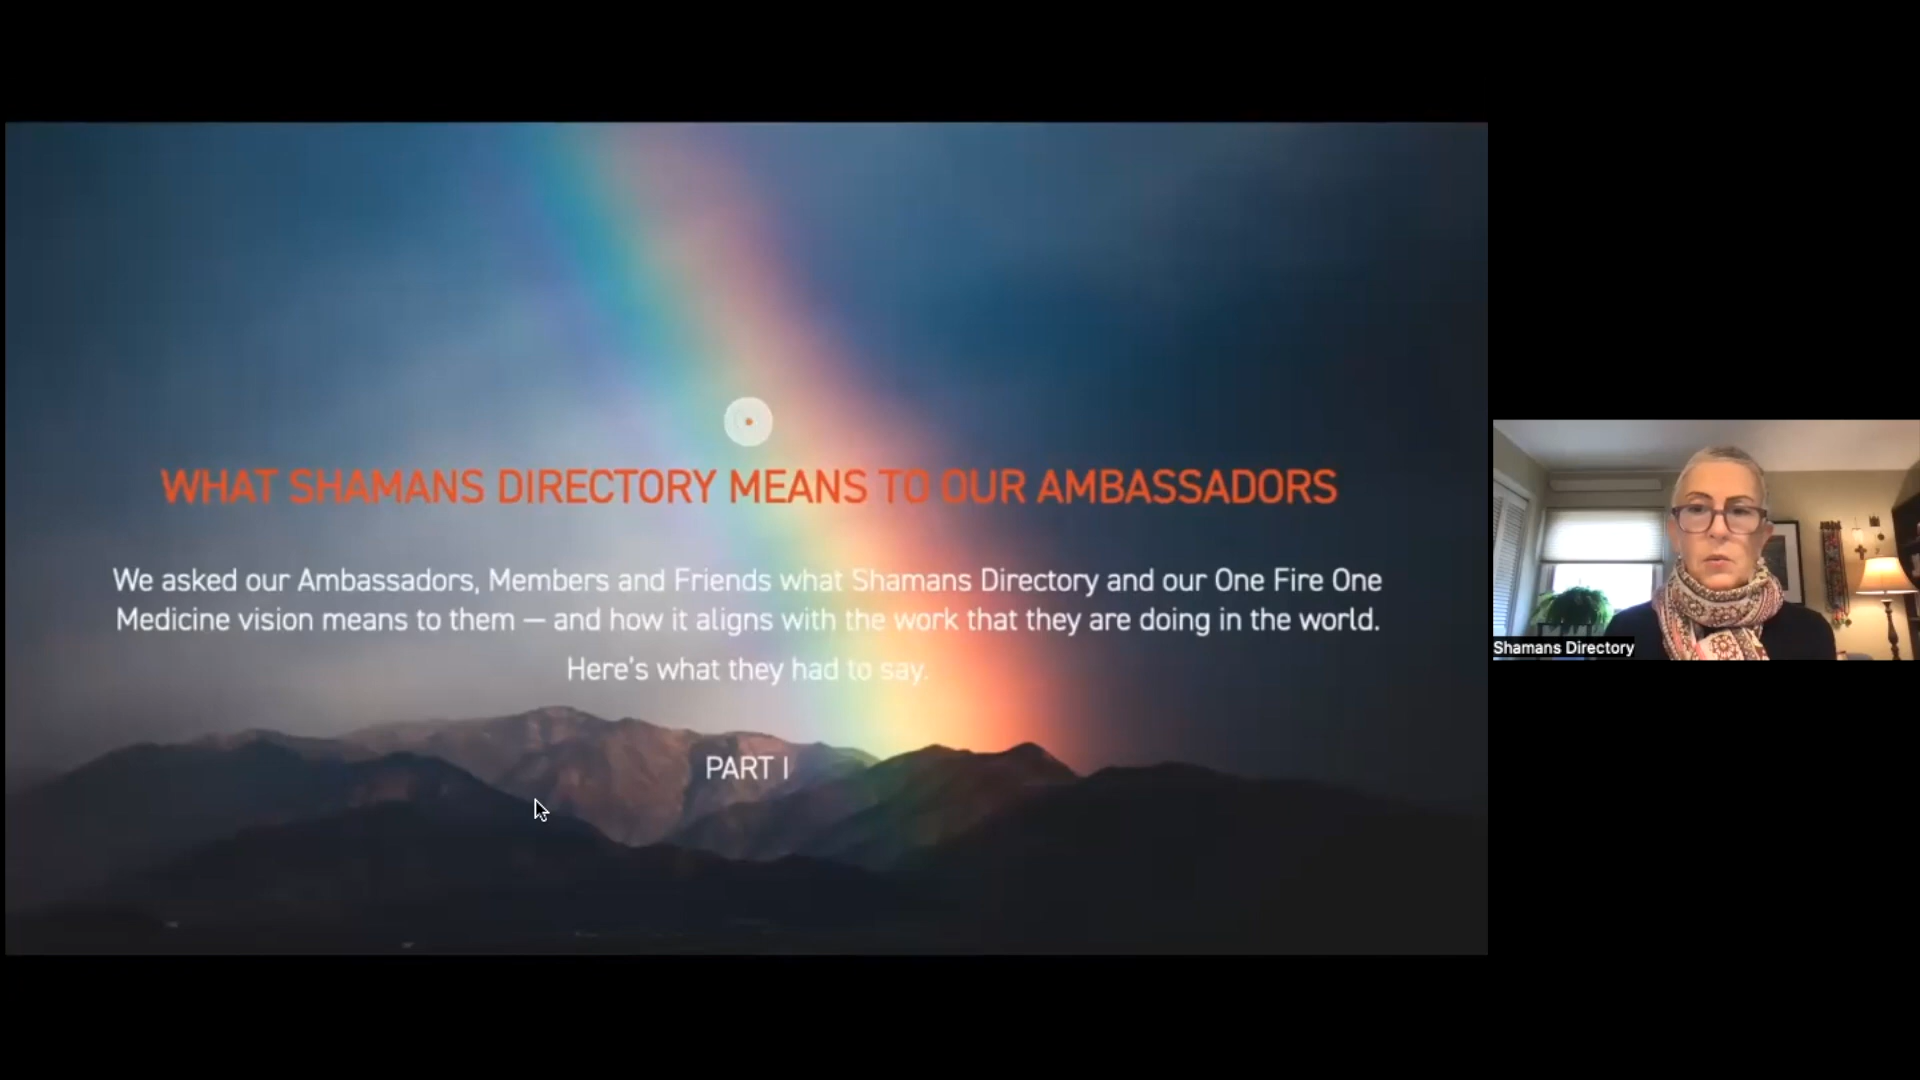 WHAT SHAMANS DIRECTORY MEANS TO OUR AMBASSADORS
We asked our Ambassadors, Members and Friends what Shamans Directory and our One Fire One
Medicine vision means to them — and how it aligns with the work that they are doing in the world.
Here's what they had to say.
PART I
Shamans Directory